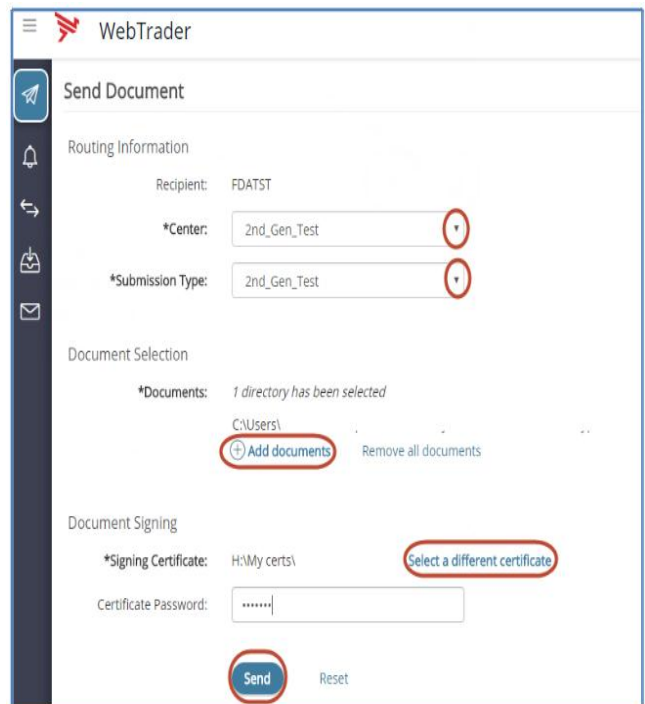 WebTrader
Send Document
Routing Information
Recipient: FDATST
*Center: 2nd_Gen_Test
*Submission Type: 2nd_Gen_Test
Document Selection
*Documents: 1 directory has been selected
C:\Users\
Add documents Remove all documents
Document Signing
*Signing Certificate: H:\My certs\ Select a different certificate
Certificate Password: •••••••
Send Reset